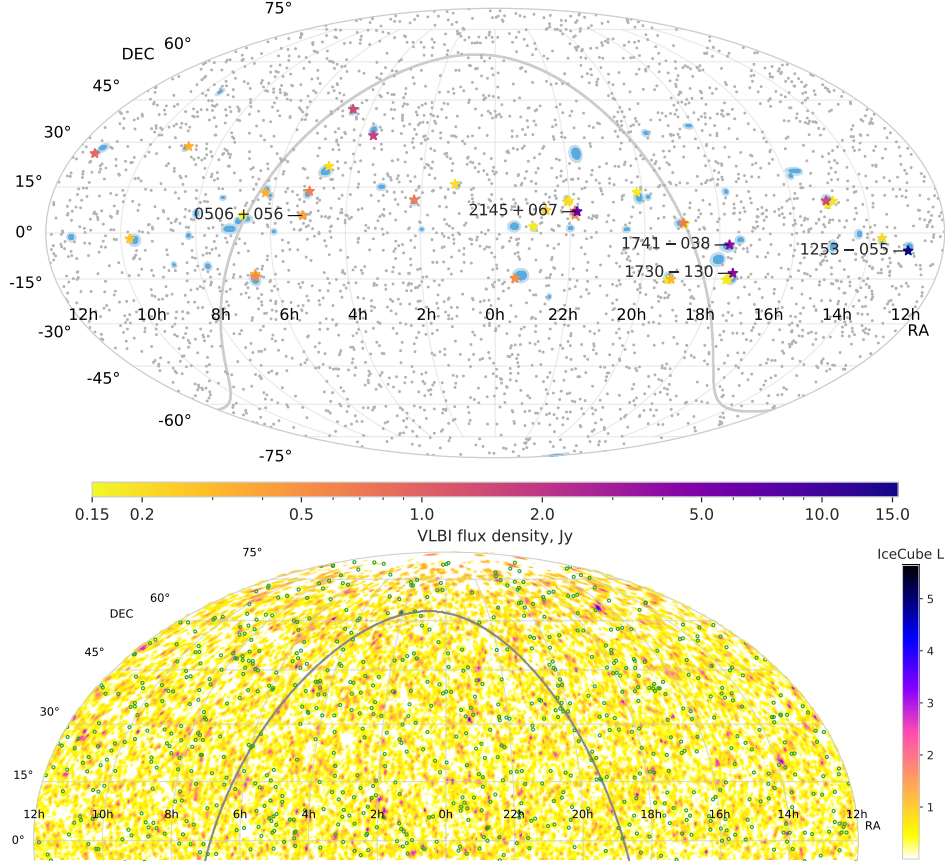 75°
60°
DEC
45°
30°
15°
0°
-15°
-30°
-45°
-60°
-75°
0506 + 056
2145 + 067
1741 − 038
1253 − 055
1730 − 130
12h 10h 8h 6h 4h 2h 0h 22h 20h 18h 16h 14h 12h
RA
0.15 0.2 0.5 1.0 2.0 5.0 10.0 15.0
VLBI flux density, Jy
75°
IceCube L
60°
DEC
45°
30°
15°
0°
12h 10h 8h 6h 4h 2h 0h 22h 20h 18h 16h 14h 12h
RA
5
4
3
2
1